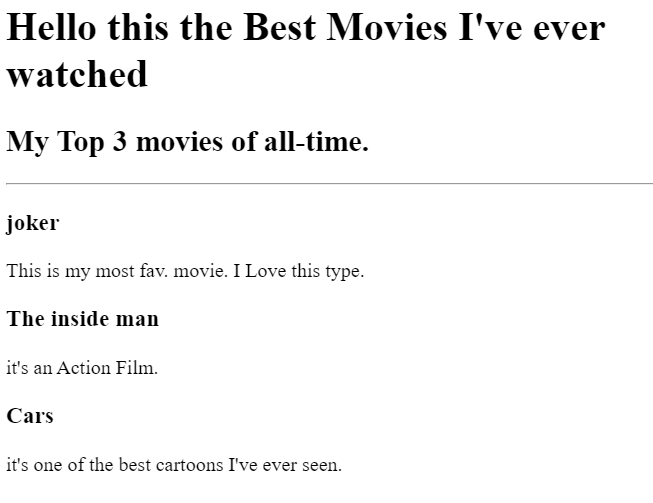 Hello this the Best Movies I've ever
watched
My Top 3 movies of all-time.
joker
This is my most fav. movie. I Love this type.
The inside man
it's an Action Film.
Cars
it's one of the best cartoons I've ever seen.